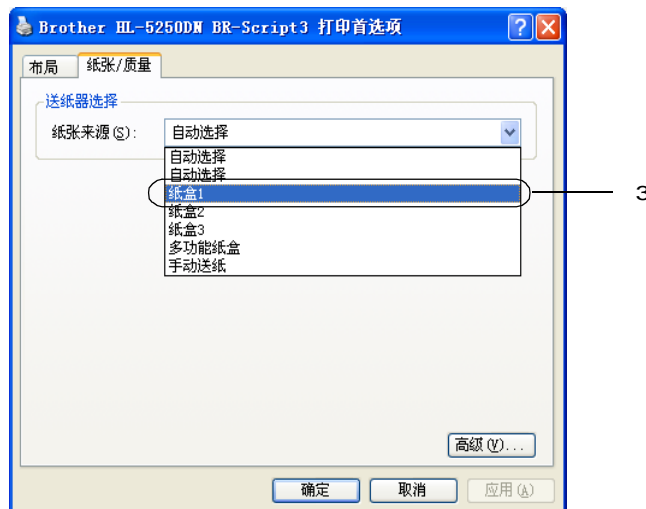 Brother HL-5250DN BR-Script3 打印首选项
布局 纸张/质量
送纸器选择
纸张来源(S): 自动选择
自动选择
自动选择
纸盒1
3
纸盒2
纸盒3
多功能纸盒
手动送纸
高级(V)...
确定 取消 应用(A)